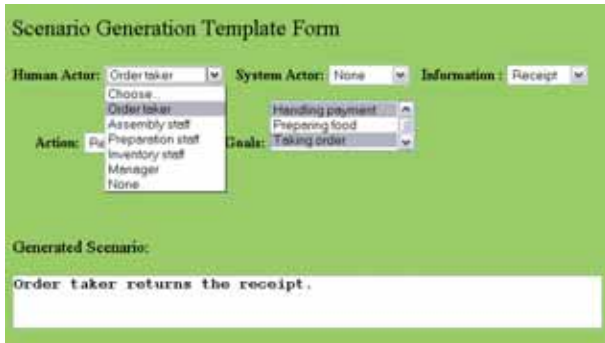 Scenario Generation Template Form
Human Actor: Order taker System Actor: None Information : Receipt
Choose...
Order taker
Assembly staff
Preparation staff
Inventory staff
Manager
None
Action: Goals: Handling payment
Preparing food
Taking order
Generated Scenario:
Order taker returns the receipt.